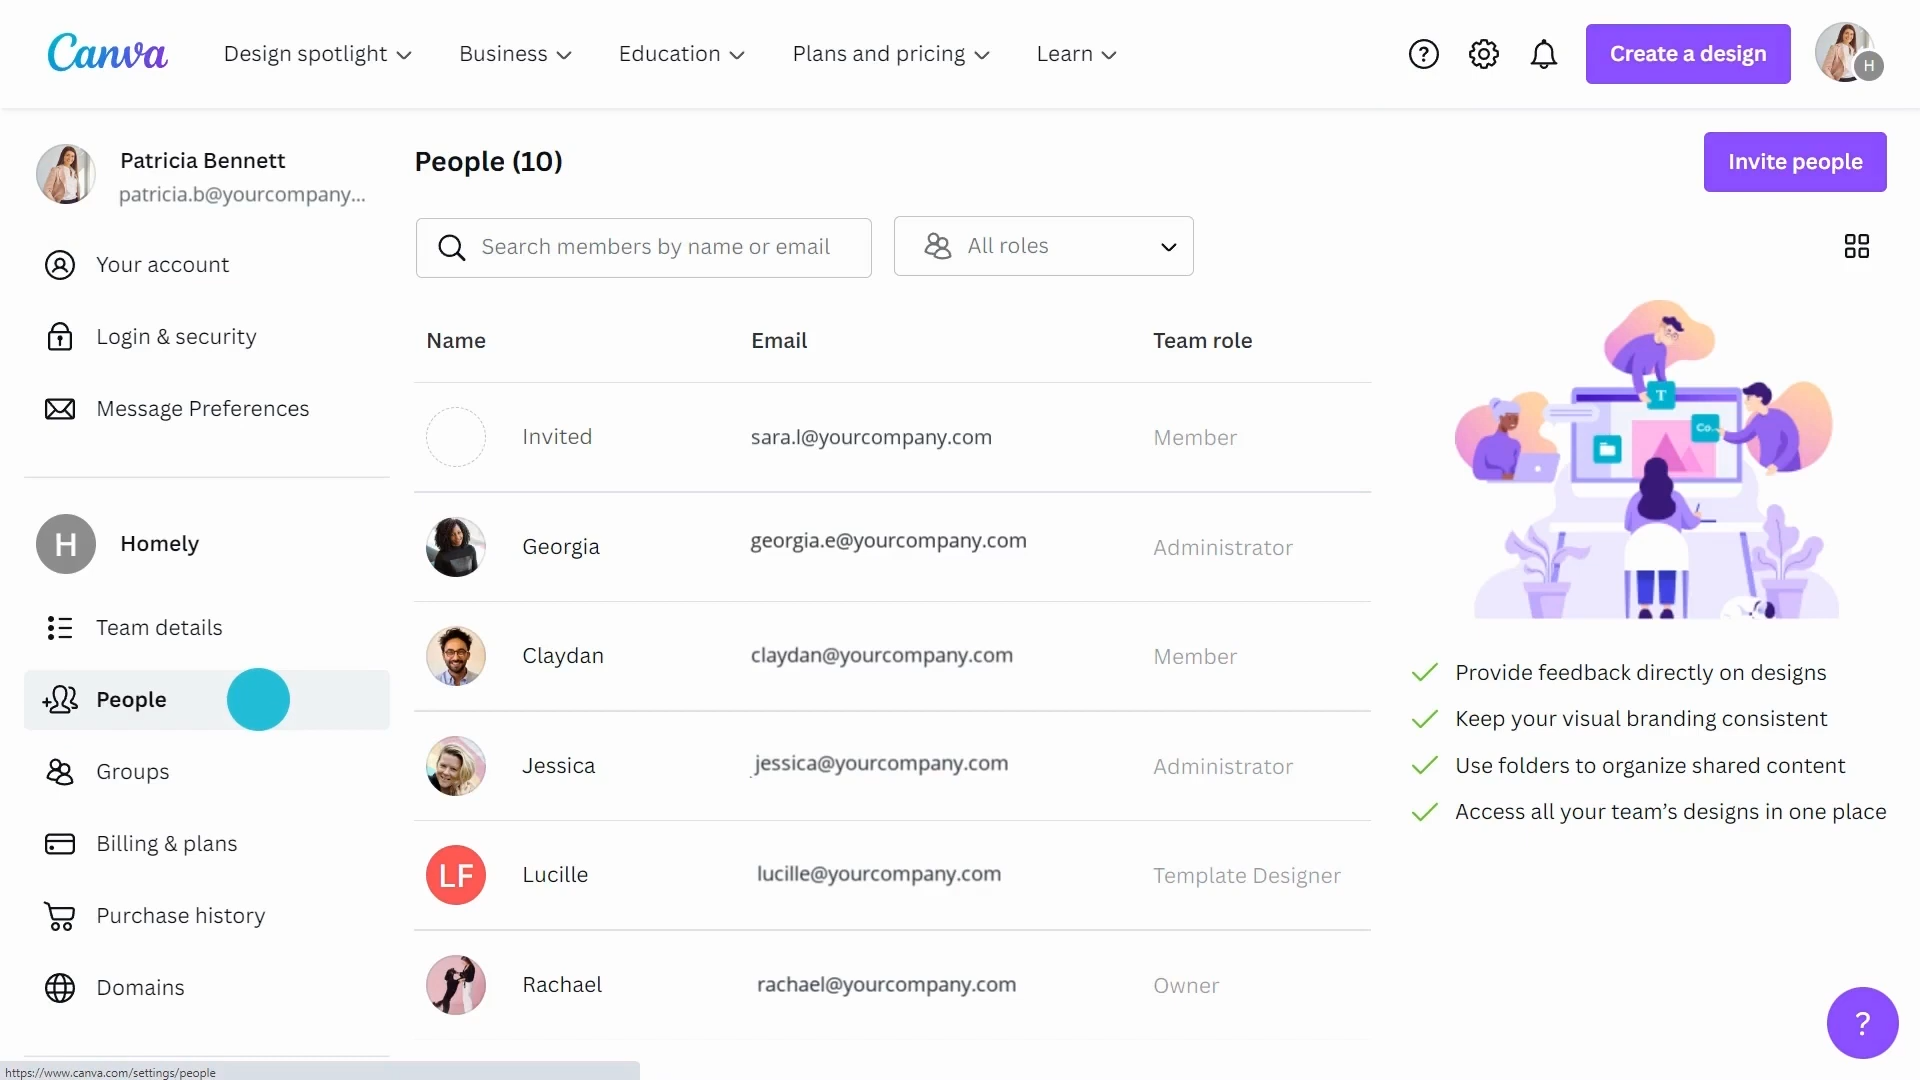 Canva
Design spotlight
Business
Education
Plans and pricing
Learn
Create a design
H
Patricia Bennett
patricia.b@yourcompany...
Your account
Login & security
Message Preferences
H Homely
Team details
People
Groups
Billing & plans
Purchase history
Domains
People (10)
Invite people
Search members by name or email
All roles
Name Email Team role
Invited sara.l@yourcompany.com Member
Georgia georgia.e@yourcompany.com Administrator
Claydan claydan@yourcompany.com Member
Jessica jessica@yourcompany.com Administrator
LF Lucille lucille@yourcompany.com Template Designer
Rachael rachael@yourcompany.com Owner
T
Co.
Provide feedback directly on designs
Keep your visual branding consistent
Use folders to organize shared content
Access all your team’s designs in one place
?
https://www.canva.com/settings/people